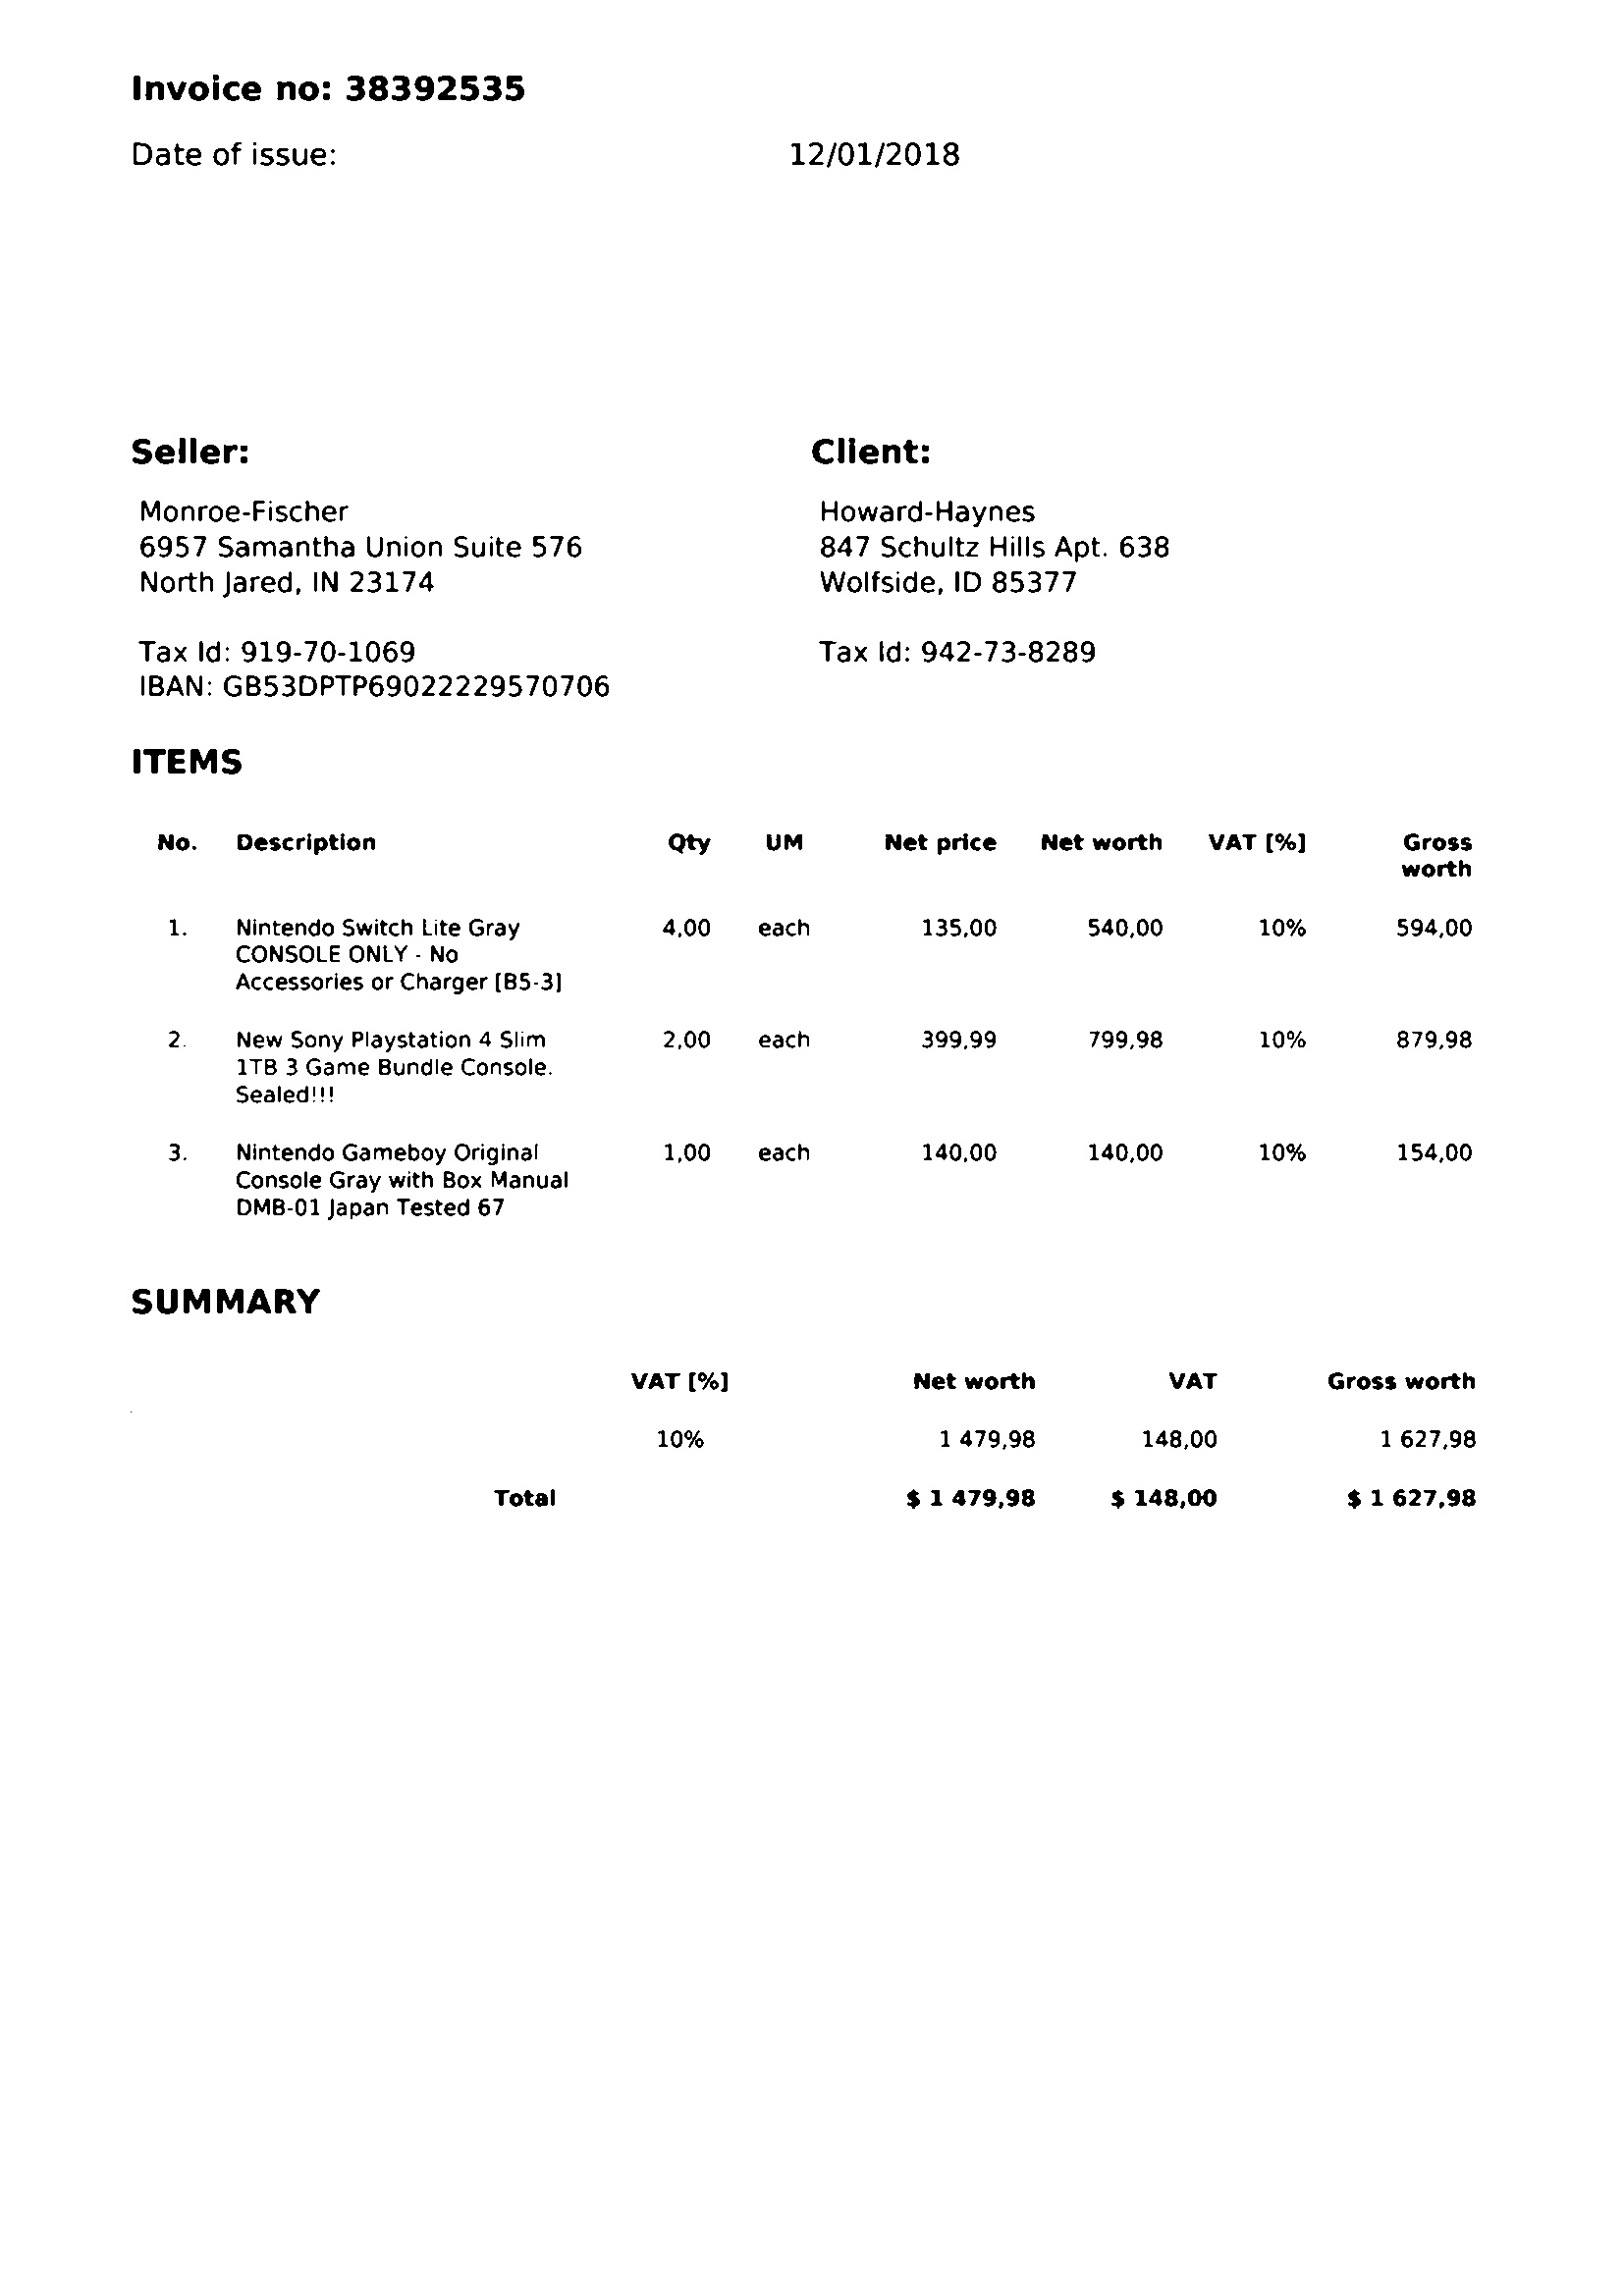 Invoice no: 38392535
Date of issue: 12/01/2018
Seller:
Monroe-Fischer
6957 Samantha Union Suite 576
North Jared, IN 23174
Tax Id: 919-70-1069
IBAN: GB53DPTP69022229570706
Client:
Howard-Haynes
847 Schultz Hills Apt. 638
Wolfside, ID 85377
Tax Id: 942-73-8289
ITEMS
No. Description Qty UM Net price Net worth VAT [%] Gross
worth
1. Nintendo Switch Lite Gray 4,00 each 135,00 540,00 10% 594,00
CONSOLE ONLY - No
Accessories or Charger [B5-3]
2. New Sony Playstation 4 Slim 2,00 each 399,99 799,98 10% 879,98
1TB 3 Game Bundle Console.
Sealed!!!
3. Nintendo Gameboy Original 1,00 each 140,00 140,00 10% 154,00
Console Gray with Box Manual
DMB-01 Japan Tested 67
SUMMARY
VAT [%] Net worth VAT Gross worth
10% 1 479,98 148,00 1 627,98
Total $ 1 479,98 $ 148,00 $ 1 627,98